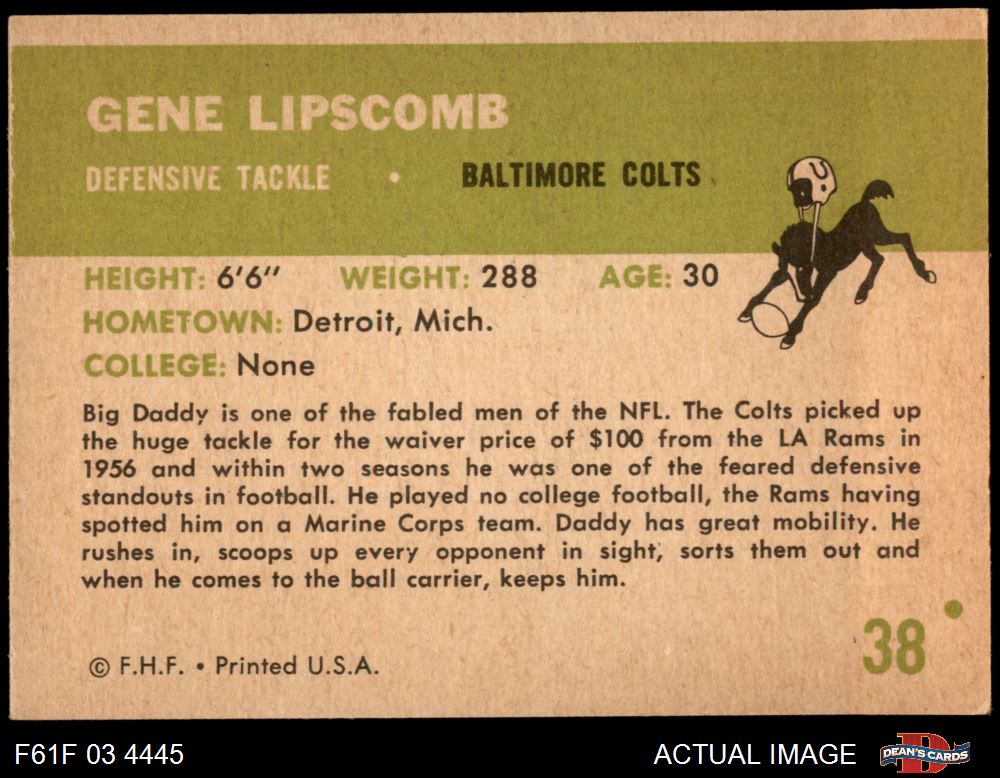 GENE LIPSCOMB
DEFENSIVE TACKLE • BALTIMORE COLTS
HEIGHT: 6'6" WEIGHT: 288 AGE: 30
HOMETOWN: Detroit, Mich.
COLLEGE: None
Big Daddy is one of the fabled men of the NFL. The Colts picked up
the huge tackle for the waiver price of $100 from the LA Rams in
1956 and within two seasons he was one of the feared defensive
standouts in football. He played no college football, the Rams having
spotted him on a Marine Corps team. Daddy has great mobility. He
rushes in, scoops up every opponent in sight, sorts them out and
when he comes to the ball carrier, keeps him.
38
© F.H.F. • Printed U.S.A.
F61F 03 4445 ACTUAL IMAGE DEAN'S CARDS